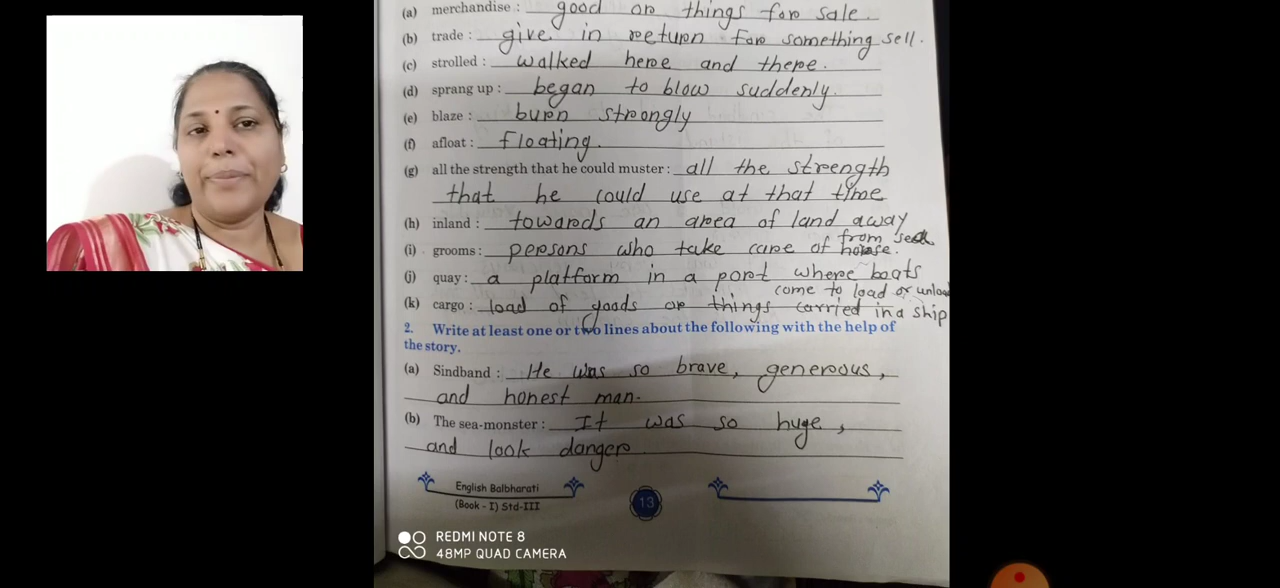 (a) merchandise : good or things for sale.
(b) trade : give in return for something sell.
(c) strolled : walked here and there.
(d) sprang up : began to blow suddenly.
(e) blaze : burn strongly
(f) afloat : floating.
(g) all the strength that he could muster : all the strength
that he could use at that time
(h) inland : towards an area of land away
from sea
(i) grooms : persons who take care of horse.
(j) quay : a platform in a port where boats
come to load or unload
(k) cargo : load of goods or things carried in a ship
2. Write at least one or two lines about the following with the help of
the story.
(a) Sindband : He was so brave, generous,
and honest man.
(b) The sea-monster : It was so huge,
and look danger
English Balbharati
(Book - I) Std-III
13
REDMI NOTE 8
48MP QUAD CAMERA